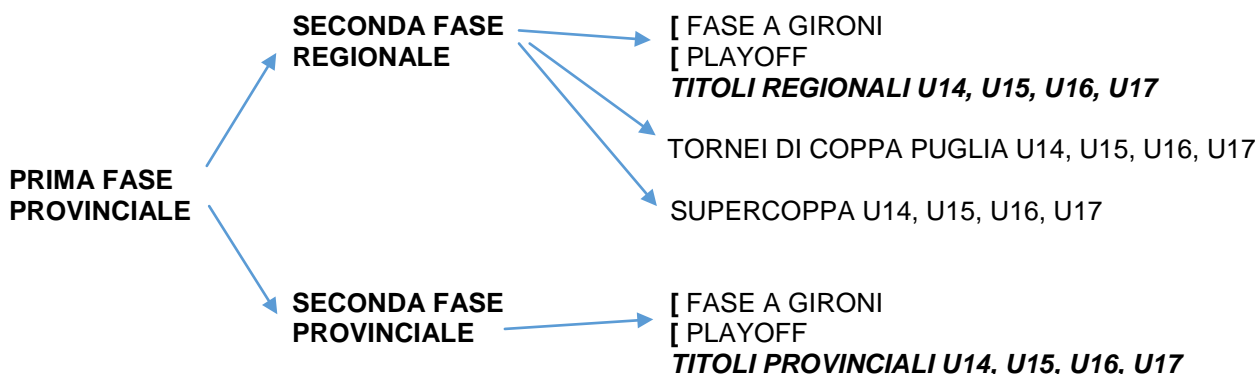 SECONDA FASE
REGIONALE
[ FASE A GIRONI
[ PLAYOFF
TITOLI REGIONALI U14, U15, U16, U17
TORNEI DI COPPA PUGLIA U14, U15, U16, U17
PRIMA FASE
PROVINCIALE
SUPERCOPPA U14, U15, U16, U17
SECONDA FASE
PROVINCIALE
[ FASE A GIRONI
[ PLAYOFF
TITOLI PROVINCIALI U14, U15, U16, U17